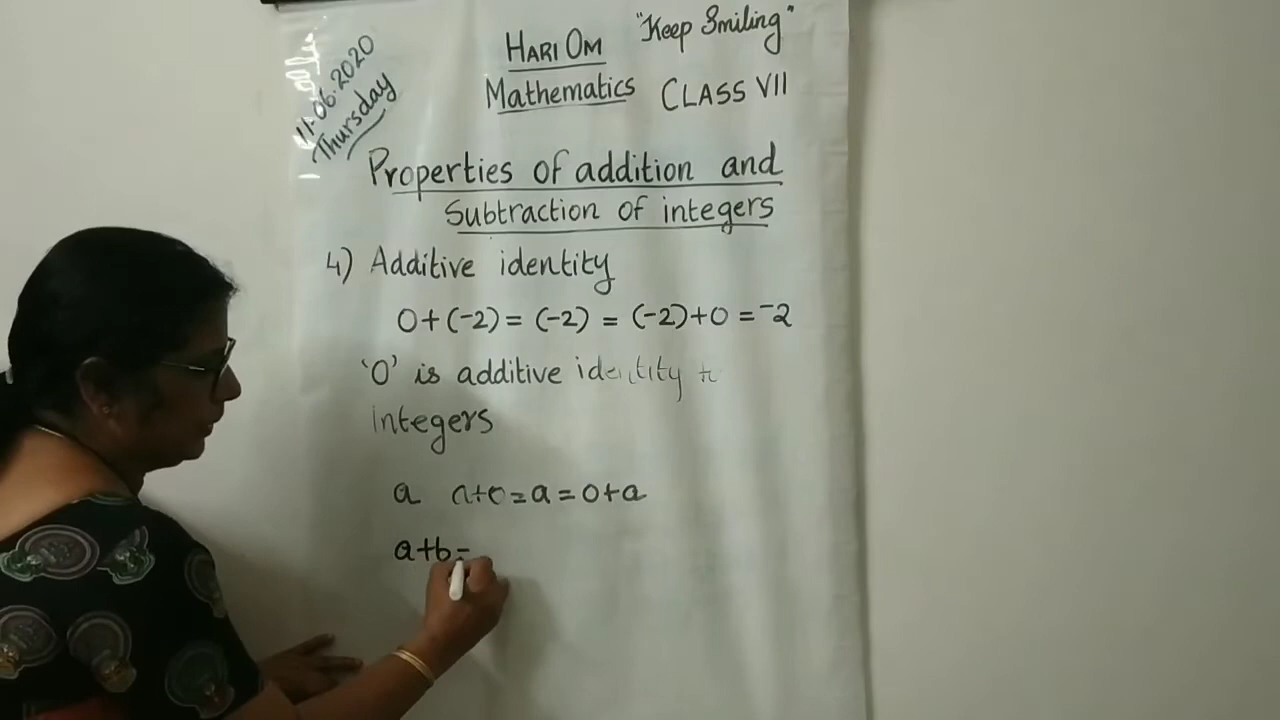 11.06.2020
Thursday
HARI OM "Keep Smiling"
Mathematics CLASS VII
Properties of addition and
Subtraction of integers
4) Additive identity
0+(-2) = (-2) = (-2)+0 = -2
'0' is additive identity
integers
a a+0=a=0+a
a+b=